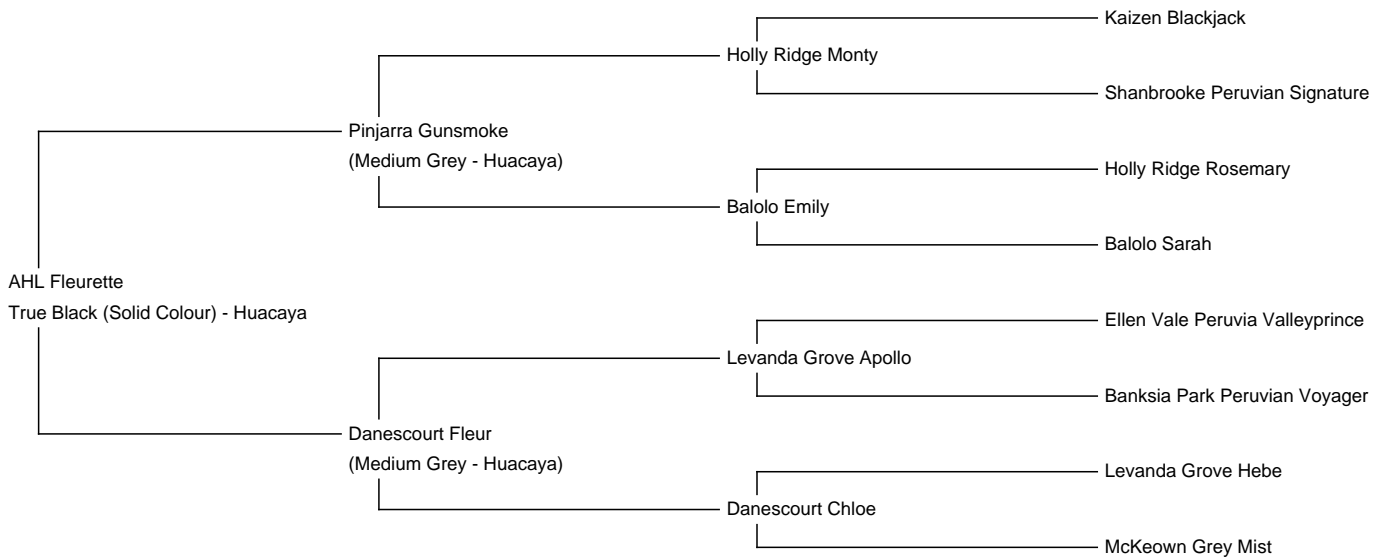 Kaizen Blackjack
Holly Ridge Monty
Shanbrooke Peruvian Signature
Pinjarra Gunsmoke
(Medium Grey - Huacaya)
Holly Ridge Rosemary
Balolo Emily
Balolo Sarah
AHL Fleurette
True Black (Solid Colour) - Huacaya
Ellen Vale Peruvia Valleyprince
Levanda Grove Apollo
Banksia Park Peruvian Voyager
Danescourt Fleur
(Medium Grey - Huacaya)
Levanda Grove Hebe
Danescourt Chloe
McKeown Grey Mist